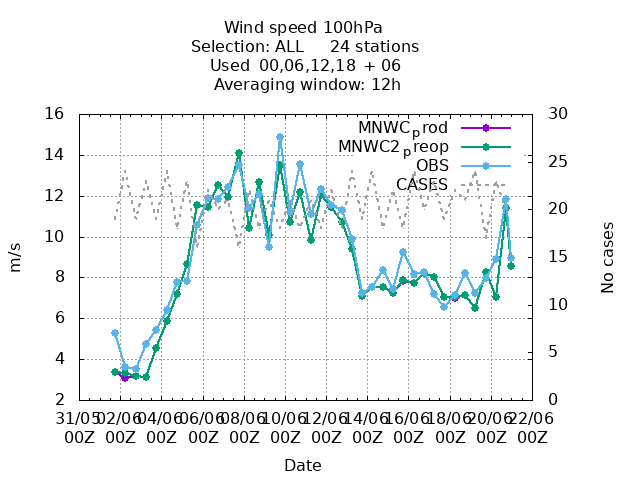 Wind speed 100hPa
Selection: ALL 24 stations
Used 00,06,12,18 + 06
Averaging window: 12h
16
14
12
10
8
6
4
2
30
25
20
15
10
5
0
m/s
No cases
MNWCprod
MNWC2preop
OBS
CASES
31/05 02/06 04/06 06/06 08/06 10/06 12/06 14/06 16/06 18/06 20/06 22/06
00Z 00Z 00Z 00Z 00Z 00Z 00Z 00Z 00Z 00Z 00Z 00Z
Date